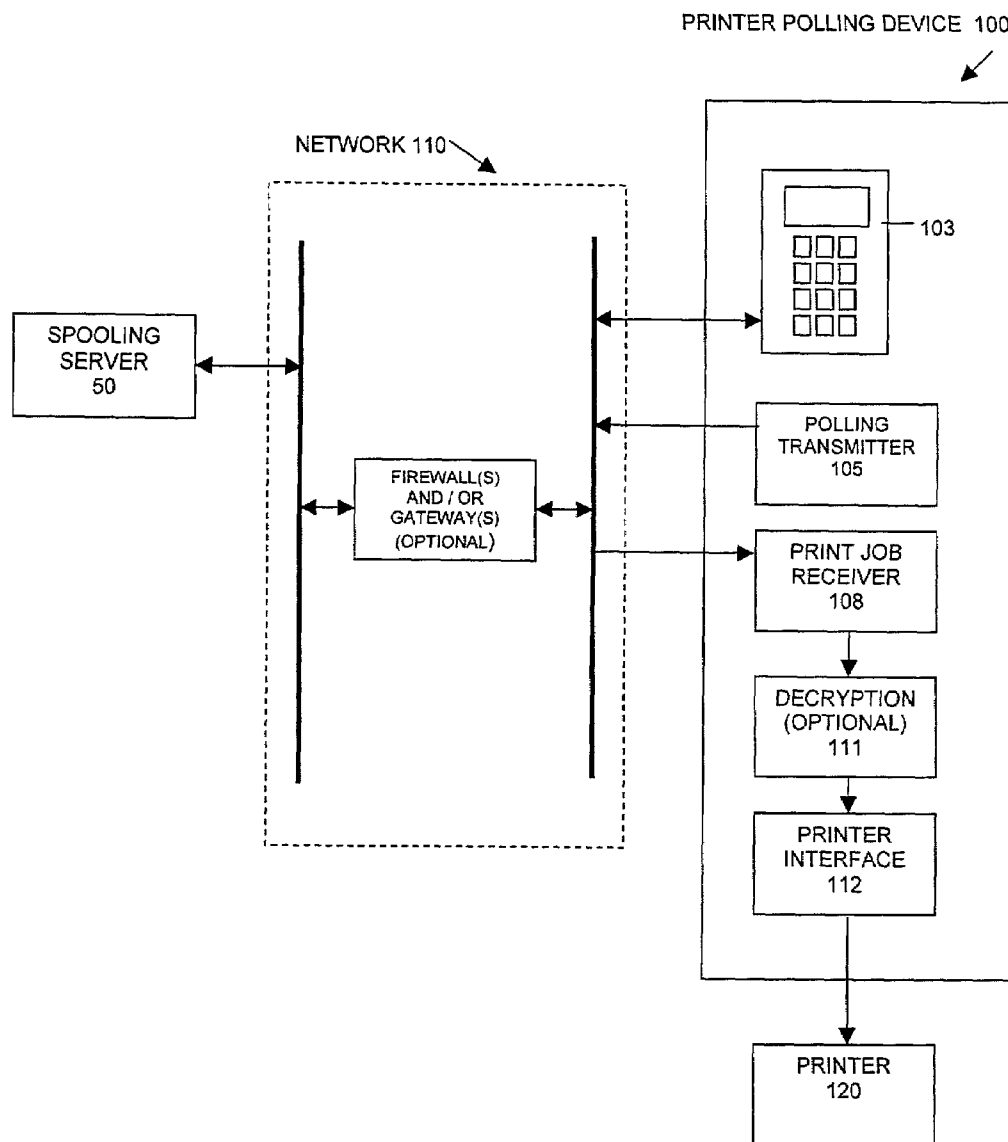 PRINTER POLLING DEVICE 100
NETWORK 110
103
SPOOLING
SERVER
50
POLLING
TRANSMITTER
105
FIREWALL(S)
AND / OR
GATEWAY(S)
(OPTIONAL)
PRINT JOB
RECEIVER
108
DECRYPTION
(OPTIONAL)
111
PRINTER
INTERFACE
112
PRINTER
120